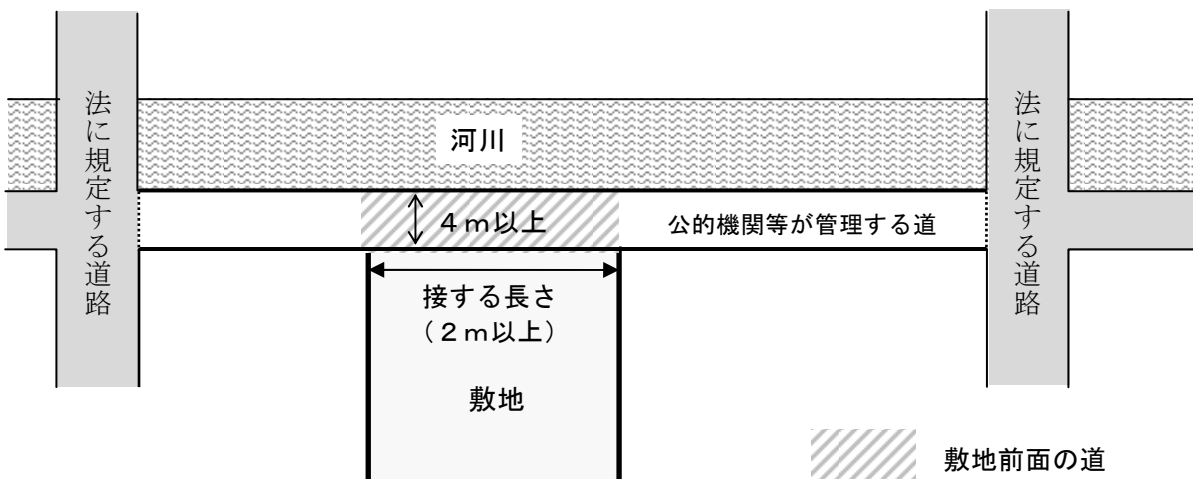 法に規定する道路
河川
法に規定する道路
4m以上
公的機関等が管理する道
接する長さ
(2m以上)
敷地
敷地前面の道